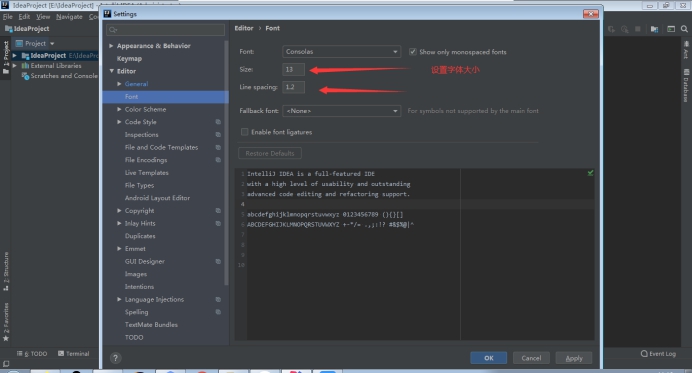 IdeaProject [E:\IdeaProject]
Settings
File Edit View Navigate
IdeaProject
Project
IdeaProject E:\IdeaPro
External Libraries
Scratches and Console
1: Project
2: Structure
2: Favorites
Appearance & Behavior
Keymap
Editor
General
Font
Color Scheme
Code Style
Inspections
File and Code Templates
File Encodings
Live Templates
File Types
Android Layout Editor
Copyright
Inlay Hints
Duplicates
Emmet
GUI Designer
Images
Intentions
Language Injections
Spelling
TextMate Bundles
TODO
Editor › Font
Font: Consolas Show only monospaced fonts
Size: 13 设置字体大小
Line spacing: 1.2
Fallback font: <None> For symbols not supported by the main font
Enable font ligatures
Restore Defaults
1 IntelliJ IDEA is a full-featured IDE
2 with a high level of usability and outstanding
3 advanced code editing and refactoring support.
4
5 abcdefghijklmnopqrstuvwxyz 0123456789 (){}[]
6 ABCDEFGHIJKLMNOPQRSTUVWXYZ +-*/= .,;:!? #&$%@|^
7
8
9
10
OK Cancel Apply
?
Ant
Database
6: TODO Terminal
Event Log